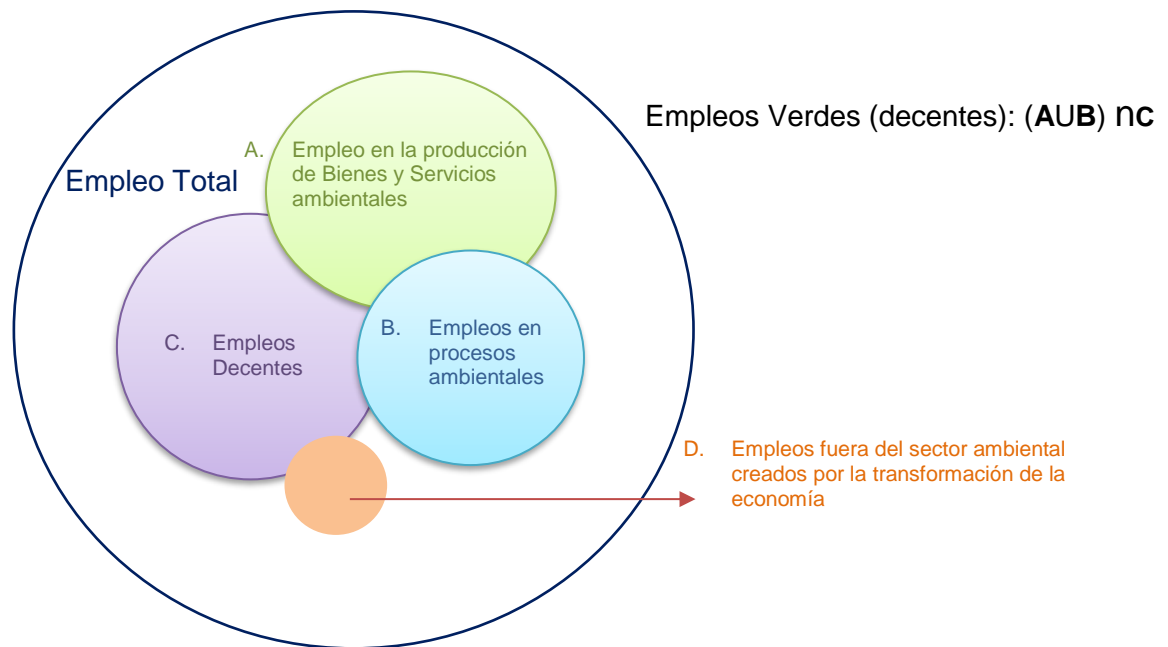 Empleos Verdes (decentes): (AUB) ∩c
A. Empleo en la producción
de Bienes y Servicios
ambientales
Empleo Total
B. Empleos en
procesos
ambientales
C. Empleos
Decentes
D. Empleos fuera del sector ambiental
creados por la transformación de la
economía